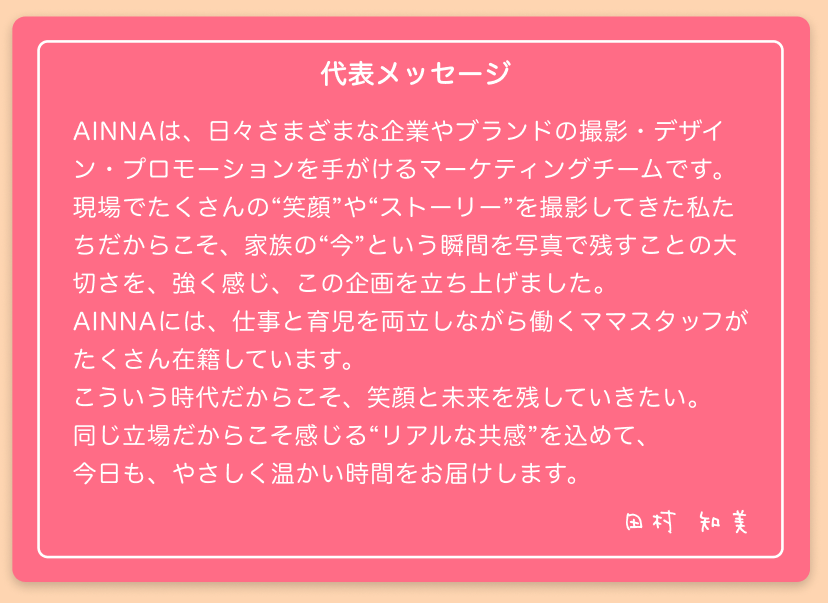 代表メッセージ
AINNAは、日々さまざまな企業やブランドの撮影・デザイ
ン・プロモーションを手がけるマーケティングチームです。
現場でたくさんの“笑顔”や“ストーリー”を撮影してきた私た
ちだからこそ、家族の“今”という瞬間を写真で残すことの大
切さを、強く感じ、この企画を立ち上げました。
AINNAには、仕事と育児を両立しながら働くママスタッフが
たくさん在籍しています。
こういう時代だからこそ、笑顔と未来を残していきたい。
同じ立場だからこそ感じる“リアルな共感”を込めて、
今日も、やさしく温かい時間をお届けします。
田村 知美